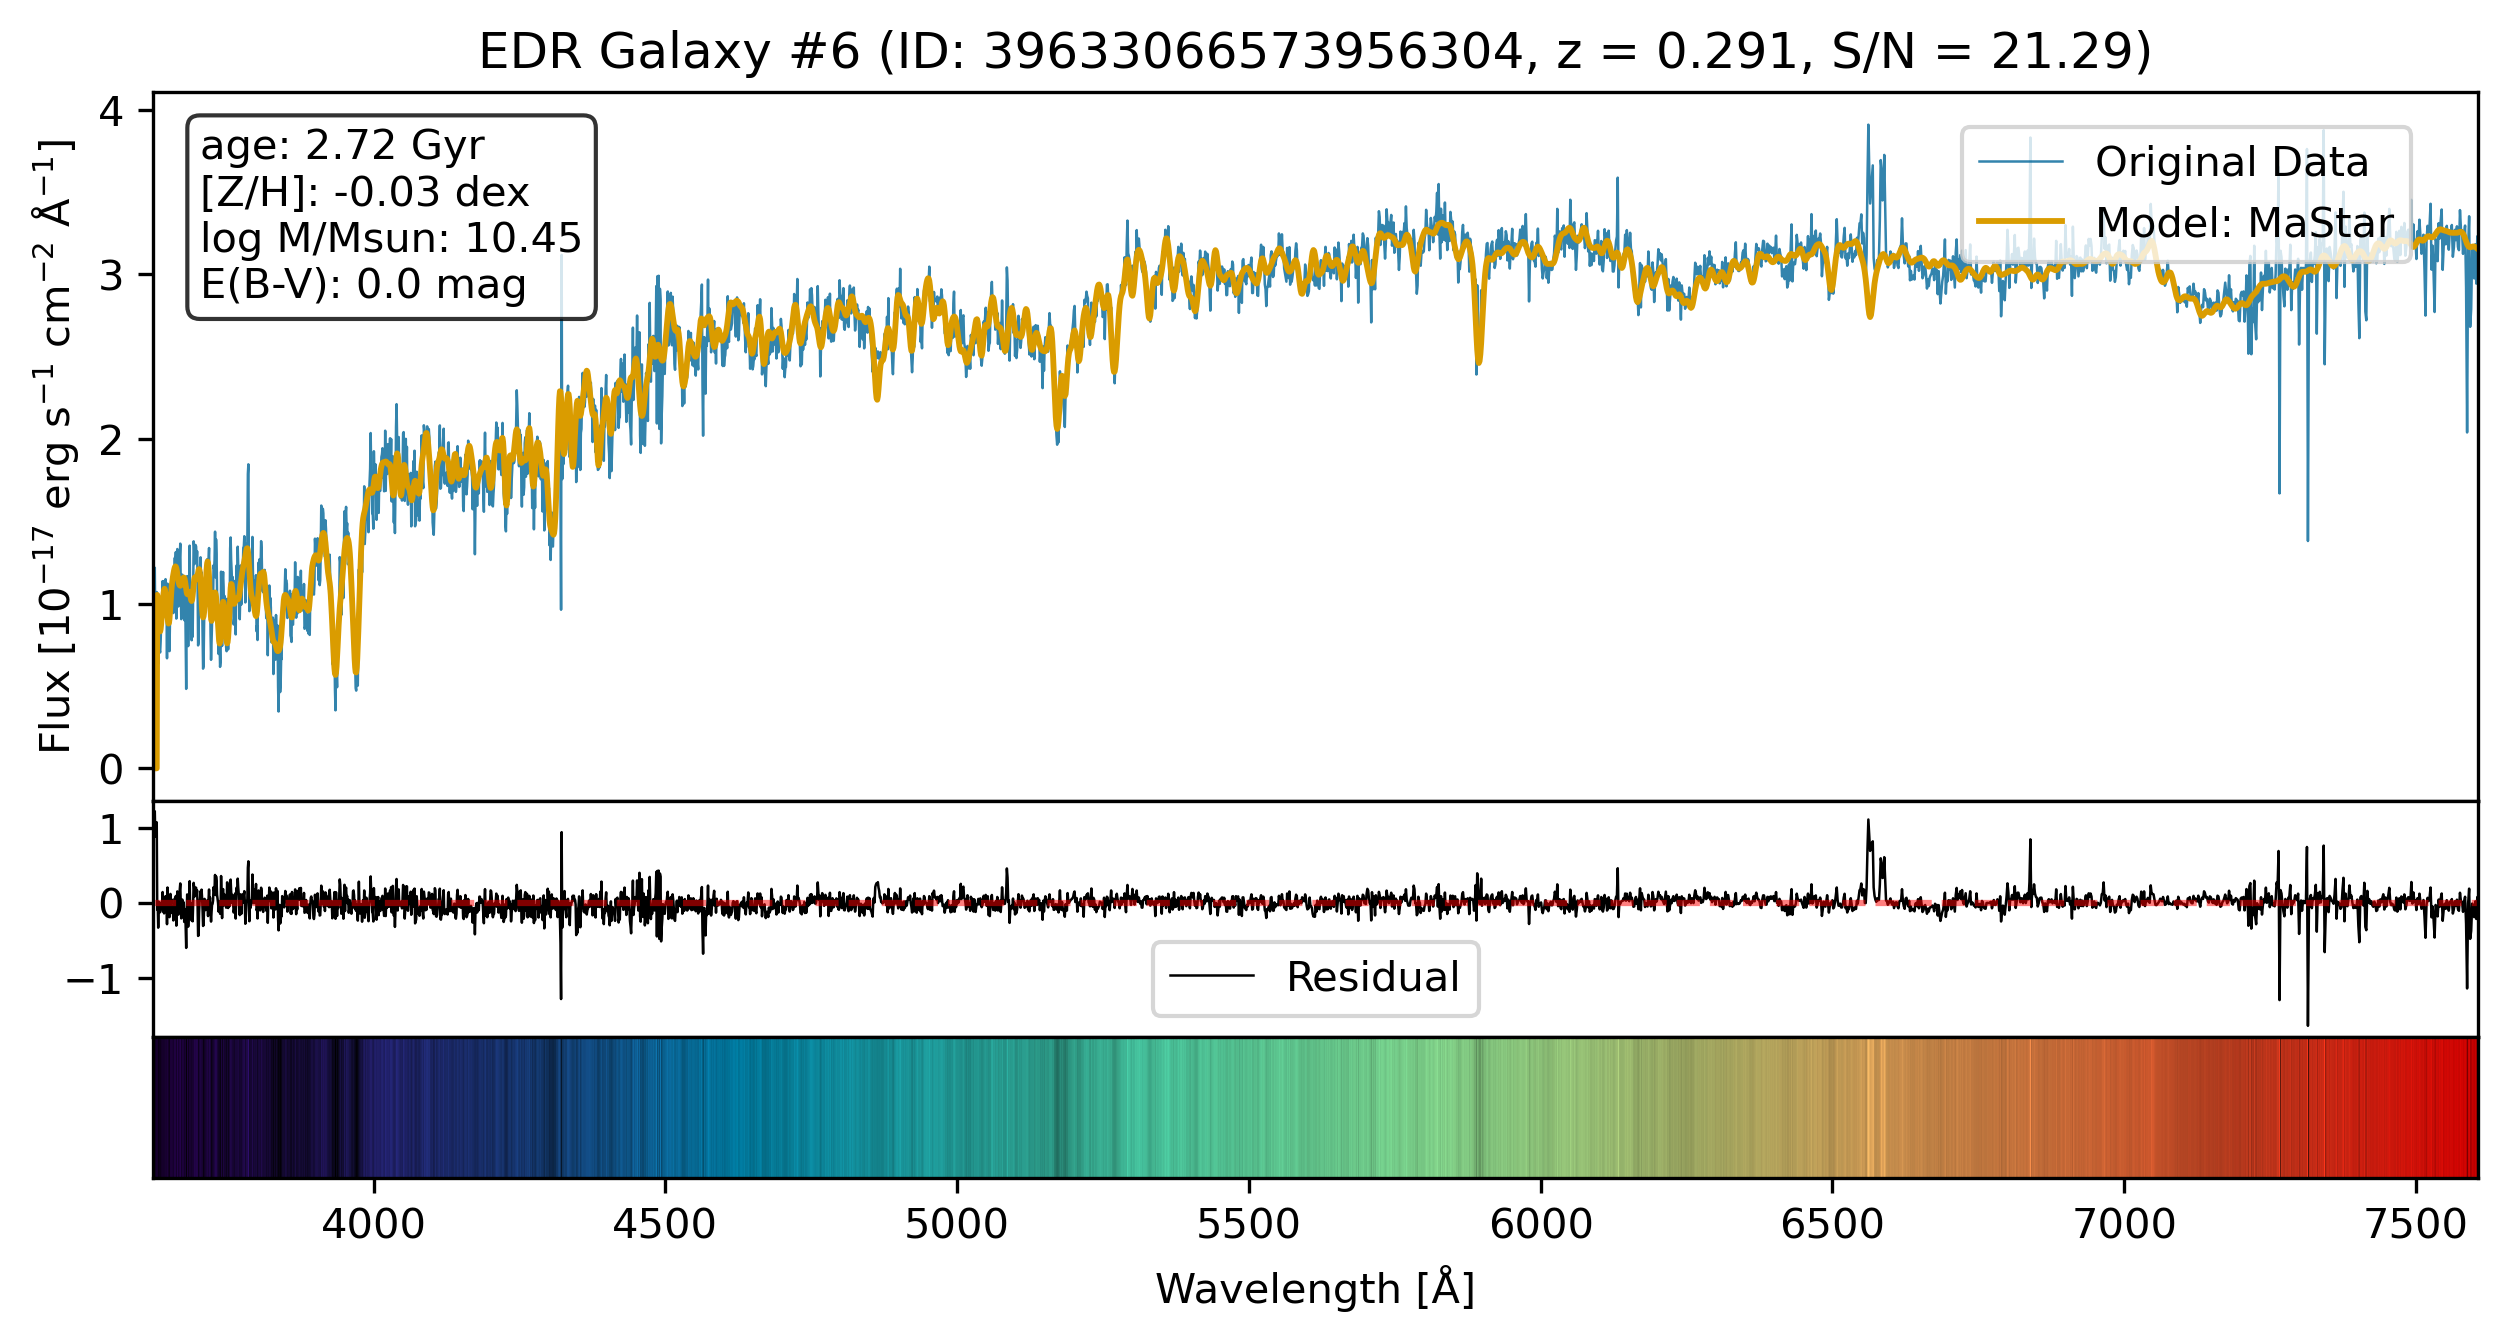 EDR Galaxy #6 (ID: 39633066573956304, z = 0.291, S/N = 21.29)
Flux [10⁻¹⁷ erg s⁻¹ cm⁻² Å⁻¹]
4
3
2
1
0
age: 2.72 Gyr
[Z/H]: -0.03 dex
log M/Msun: 10.45
E(B-V): 0.0 mag
Original Data
Model: MaStar
1
0
−1
Residual
4000 4500 5000 5500 6000 6500 7000 7500
Wavelength [Å]